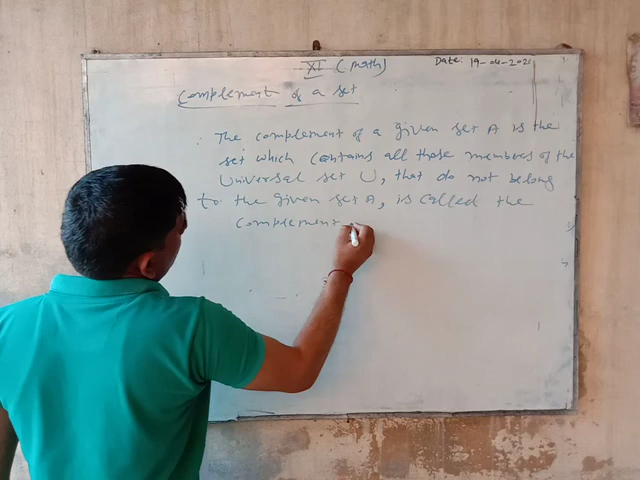 XI (math)
Date: 19-04-2021
Complement of a set
The complement of a given set A is the
set which contains all those members of the
Universal set U, that do not belong
to the given set A, is called the
Complement